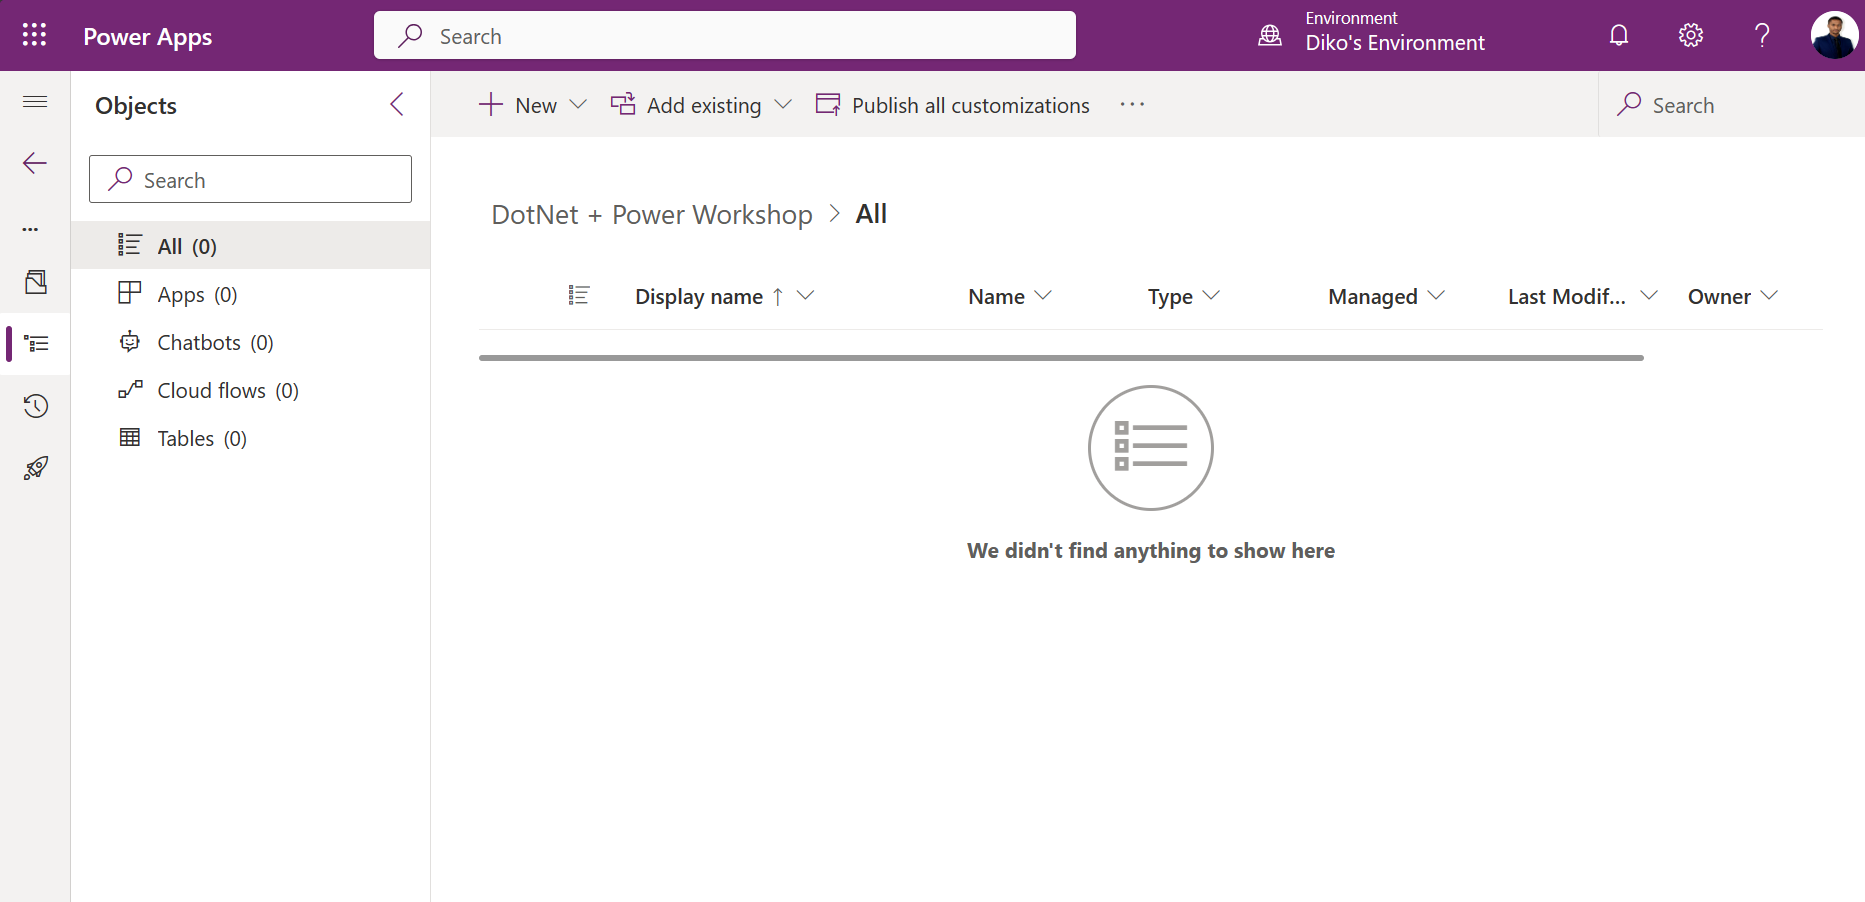 Power Apps
Search
Environment
Diko's Environment
Objects
New
Add existing
Publish all customizations
Search
Search
DotNet + Power Workshop > All
All (0)
Apps (0)
Chatbots (0)
Cloud flows (0)
Tables (0)
Display name ↑
Name
Type
Managed
Last Modif...
Owner
We didn't find anything to show here